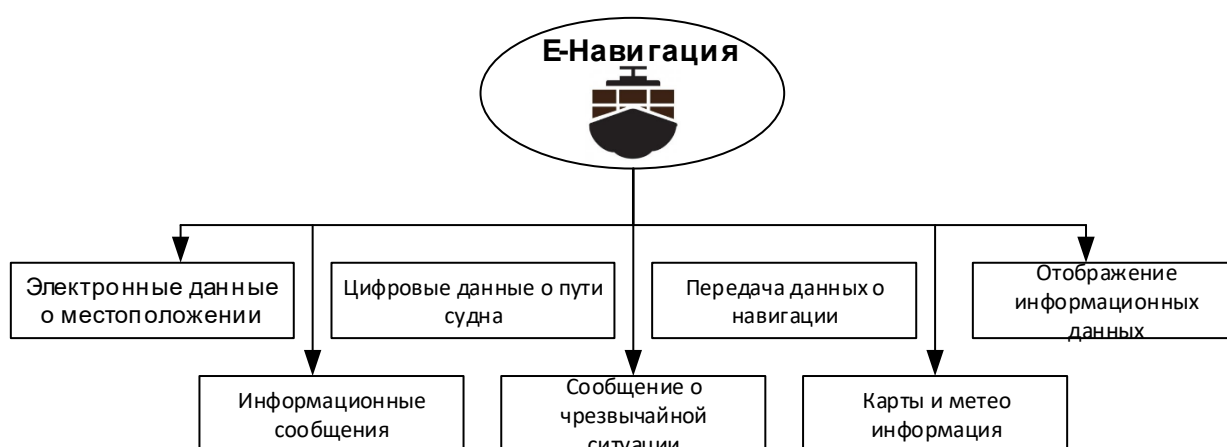 Е-Навигация
Электронные данные
о местоположении
Цифровые данные о пути
судна
Передача данных о
навигации
Отображение
информационных
данных
Информационные
сообщения
Сообщение о
чрезвычайной
ситуации
Карты и метео
информация